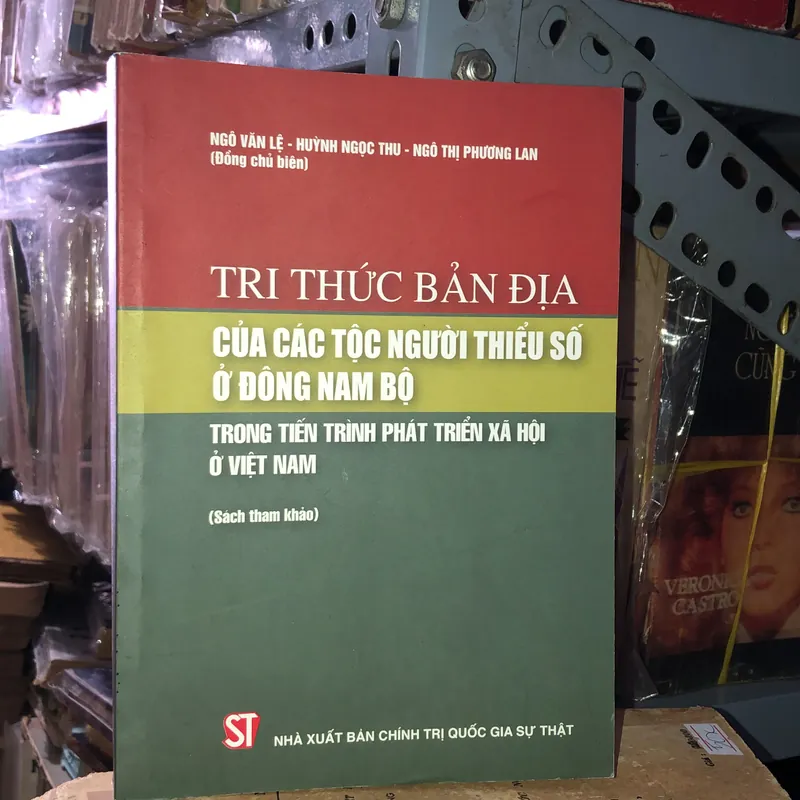 NGÔ VĂN LỆ - HUỲNH NGỌC THU - NGÔ THỊ PHƯƠNG LAN
(Đồng chủ biên)
TRI THỨC BẢN ĐỊA
CỦA CÁC TỘC NGƯỜI THIỂU SỐ
Ở ĐÔNG NAM BỘ
TRONG TIẾN TRÌNH PHÁT TRIỂN XÃ HỘI
Ở VIỆT NAM
(Sách tham khảo)
ST
NHÀ XUẤT BẢN CHÍNH TRỊ QUỐC GIA SỰ THẬT
CŨNG
CASTRO